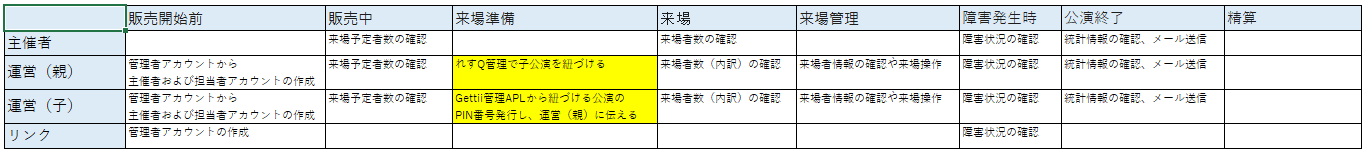 販売開始前 販売中 来場準備 来場 来場管理 障害発生時 公演終了 精算
主催者 来場予定者数の確認 来場者数の確認 障害状況の確認 統計情報の確認、メール送信
運営（親） 管理者アカウントから
主催者および担当者アカウントの作成 来場予定者数の確認 れすQ管理で子公演を紐づける 来場者数（内訳）の確認 来場者情報の確認や来場操作 障害状況の確認 統計情報の確認、メール送信
運営（子） 管理者アカウントから
主催者および担当者アカウントの作成 来場予定者数の確認 Gettii管理APLから紐づける公演の
PIN番号発行し、運営（親）に伝える 来場者数（内訳）の確認 来場者情報の確認や来場操作 障害状況の確認 統計情報の確認、メール送信
リンク 管理者アカウントの作成 障害状況の確認